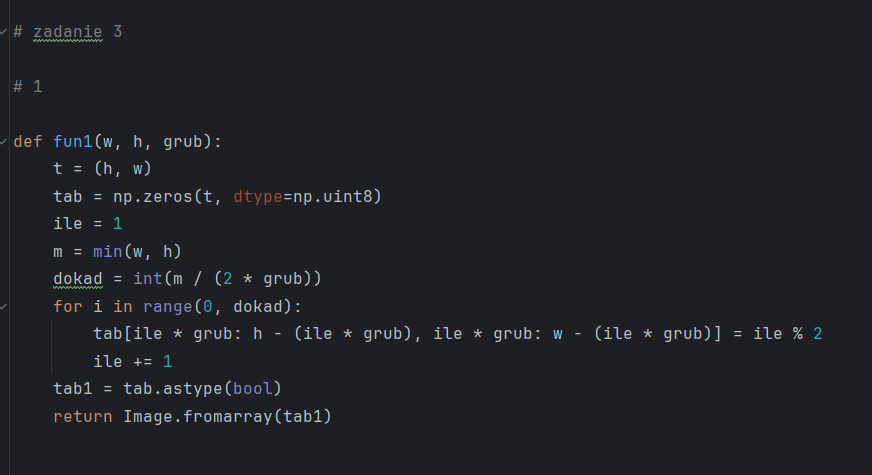 # zadanie 3
# 1
def fun1(w, h, grub):
    t = (h, w)
    tab = np.zeros(t, dtype=np.uint8)
    ile = 1
    m = min(w, h)
    dokad = int(m / (2 * grub))
    for i in range(0, dokad):
        tab[ile * grub: h - (ile * grub), ile * grub: w - (ile * grub)] = ile % 2
        ile += 1
    tab1 = tab.astype(bool)
    return Image.fromarray(tab1)